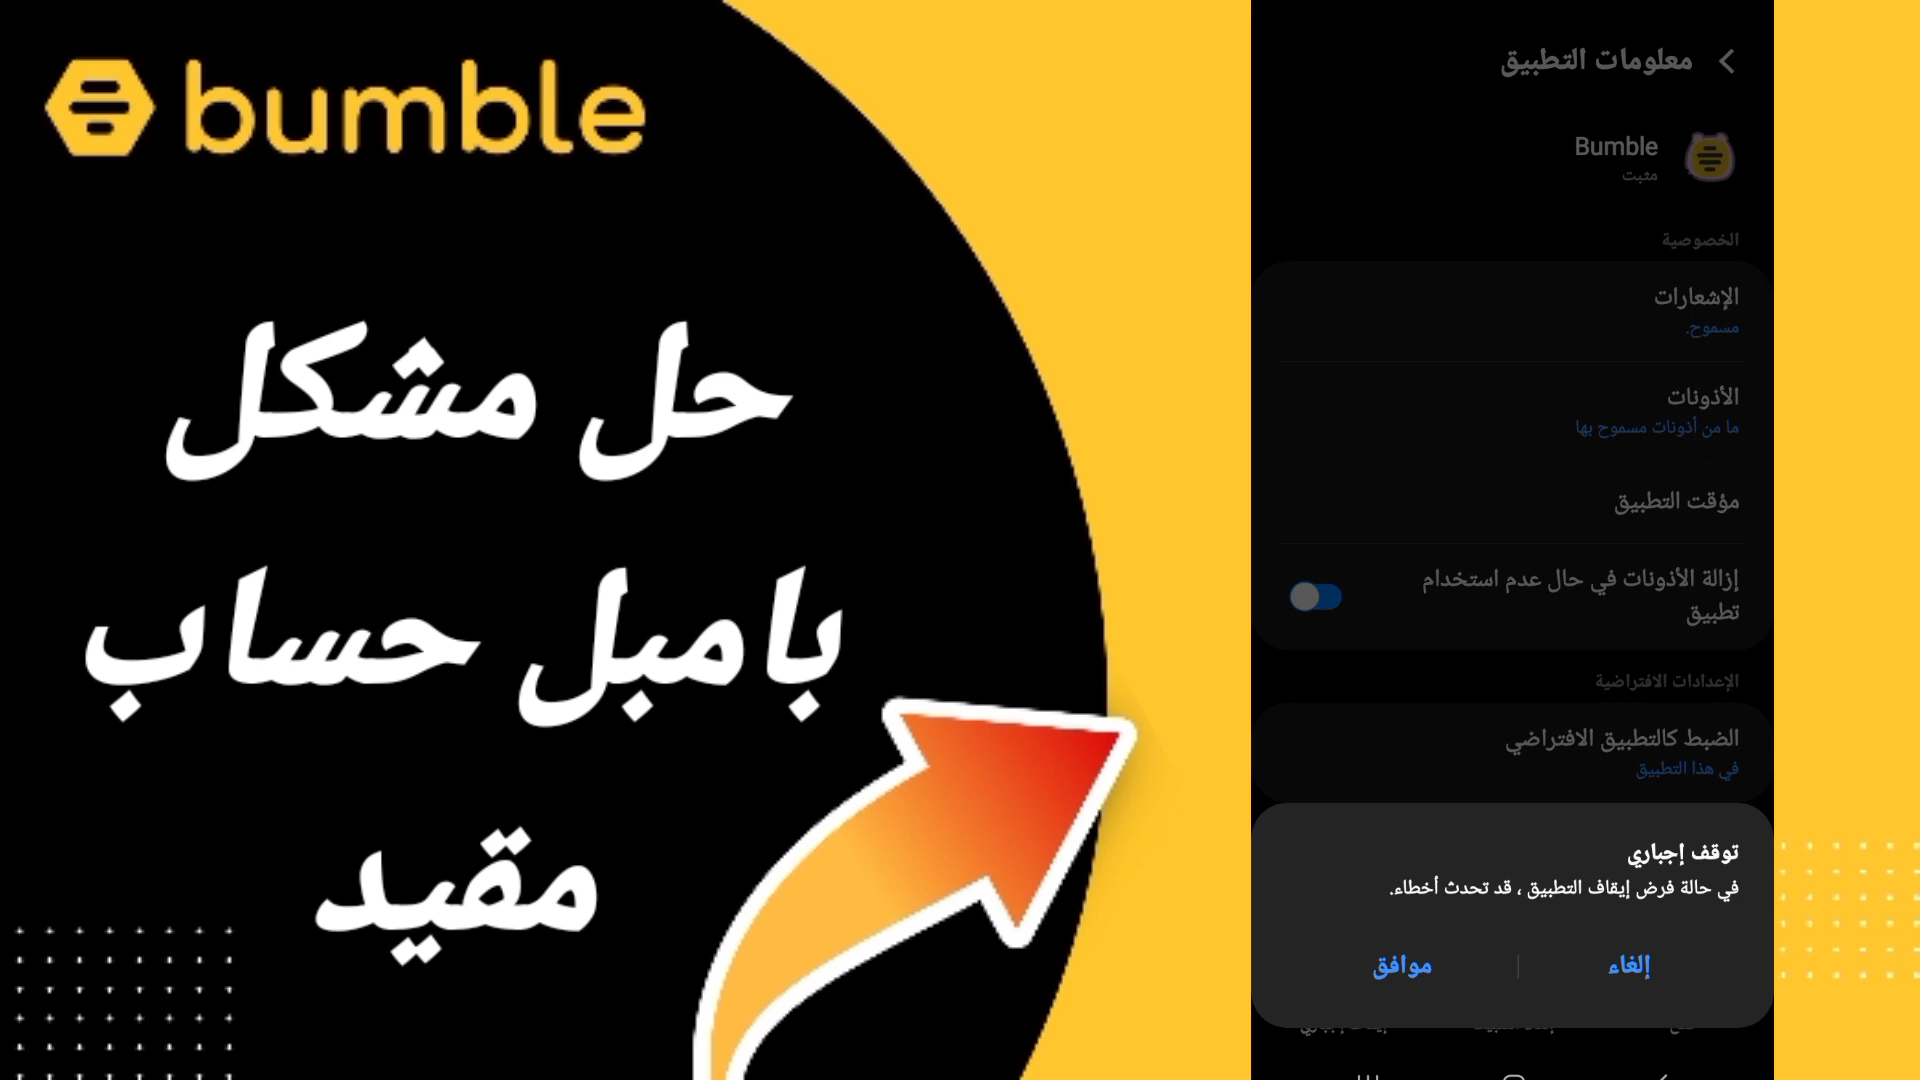 bumble
حل مشكل
بامبل حساب
مقيد
معلومات التطبيق
Bumble
مثبت
الخصوصية
الإشعارات
مسموح.
الأذونات
ما من أذونات مسموح بها
مؤقت التطبيق
إزالة الأذونات في حال عدم استخدام
تطبيق
الإعدادات الافتراضية
الضبط كالتطبيق الافتراضي
في هذا التطبيق
توقف إجباري
في حالة فرض إيقاف التطبيق ، قد تحدث أخطاء.
إلغاء
موافق